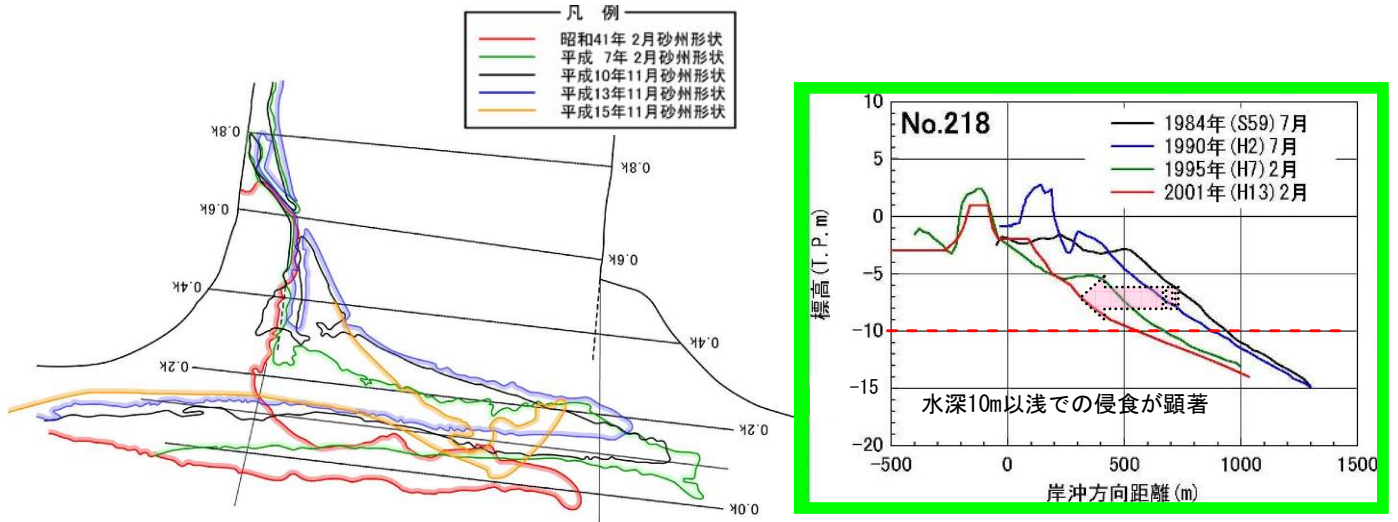 凡 例
昭和41年 2月砂州形状
平成 7年 2月砂州形状
平成10年11月砂州形状
平成13年11月砂州形状
平成15年11月砂州形状
0.8K
0.8K
0.6K
0.6K
0.4K
0.4K
0.2K
0.2K
0.0K
No.218
1984年(S59)7月
1990年(H2)7月
1995年(H7)2月
2001年(H13)2月
標高(T.P.m)
10
5
0
-5
-10
-15
-20
水深10m以浅での侵食が顕著
-500
0
500
1000
1500
岸沖方向距離(m)